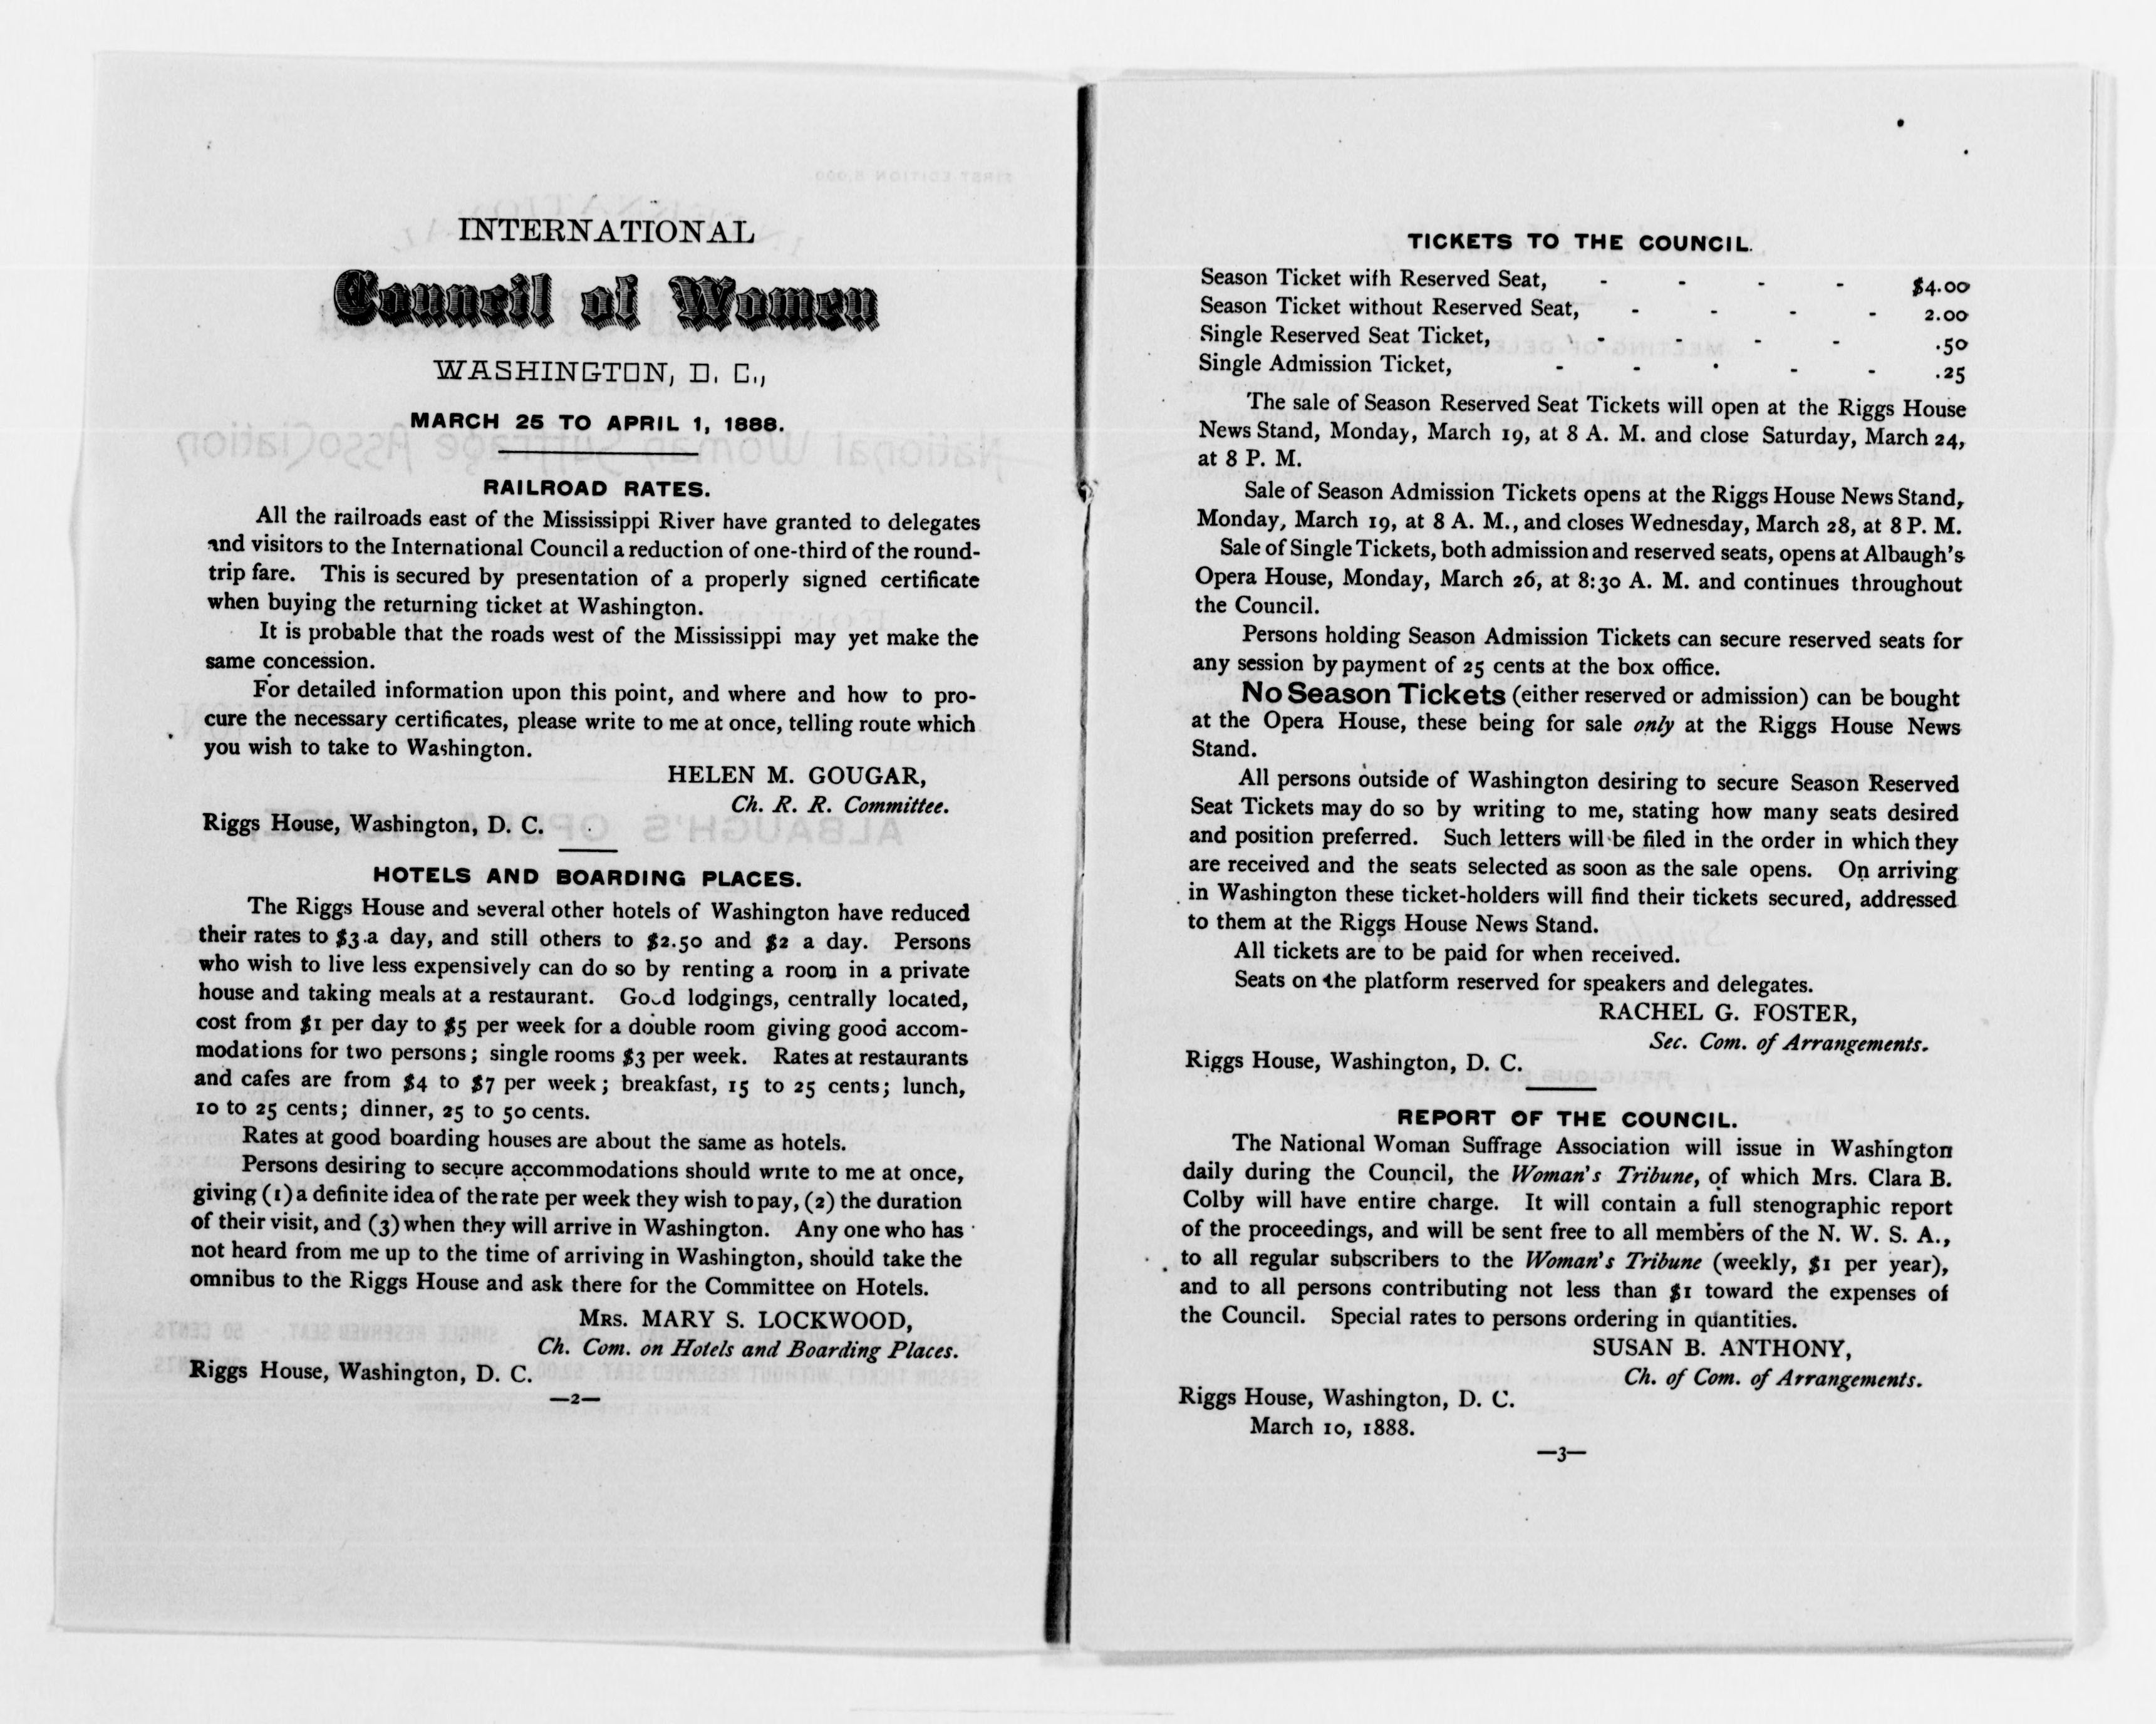 INTERNATIONAL
Council of Women
WASHINGTON, D. C.,
MARCH 25 TO APRIL 1, 1888.
RAILROAD RATES.
All the railroads east of the Mississippi River have granted to delegates
and visitors to the International Council a reduction of one-third of the round-
trip fare. This is secured by presentation of a properly signed certificate
when buying the returning ticket at Washington.
It is probable that the roads west of the Mississippi may yet make the
same concession.
For detailed information upon this point, and where and how to pro-
cure the necessary certificates, please write to me at once, telling route which
you wish to take to Washington.
HELEN M. GOUGAR,
Ch. R. R. Committee.
Riggs House, Washington, D. C.
HOTELS AND BOARDING PLACES.
The Riggs House and several other hotels of Washington have reduced
their rates to $3 a day, and still others to $2.50 and $2 a day. Persons
who wish to live less expensively can do so by renting a room in a private
house and taking meals at a restaurant. Good lodgings, centrally located,
cost from $1 per day to $5 per week for a double room giving good accom-
modations for two persons; single rooms $3 per week. Rates at restaurants
and cafes are from $4 to $7 per week; breakfast, 15 to 25 cents; lunch,
10 to 25 cents; dinner, 25 to 50 cents.
Rates at good boarding houses are about the same as hotels.
Persons desiring to secure accommodations should write to me at once,
giving (1) a definite idea of the rate per week they wish to pay, (2) the duration
of their visit, and (3) when they will arrive in Washington. Any one who has
not heard from me up to the time of arriving in Washington, should take the
omnibus to the Riggs House and ask there for the Committee on Hotels.
MRS. MARY S. LOCKWOOD,
Ch. Com. on Hotels and Boarding Places.
Riggs House, Washington, D. C.
—2—
TICKETS TO THE COUNCIL.
Season Ticket with Reserved Seat, - - - - $4.00
Season Ticket without Reserved Seat, - - - - 2.00
Single Reserved Seat Ticket, - - - - .50
Single Admission Ticket, - - - - - .25
The sale of Season Reserved Seat Tickets will open at the Riggs House
News Stand, Monday, March 19, at 8 A. M. and close Saturday, March 24,
at 8 P. M.
Sale of Season Admission Tickets opens at the Riggs House News Stand,
Monday, March 19, at 8 A. M., and closes Wednesday, March 28, at 8 P. M.
Sale of Single Tickets, both admission and reserved seats, opens at Albaugh's
Opera House, Monday, March 26, at 8:30 A. M. and continues throughout
the Council.
Persons holding Season Admission Tickets can secure reserved seats for
any session by payment of 25 cents at the box office.
No Season Tickets (either reserved or admission) can be bought
at the Opera House, these being for sale only at the Riggs House News
Stand.
All persons outside of Washington desiring to secure Season Reserved
Seat Tickets may do so by writing to me, stating how many seats desired
and position preferred. Such letters will be filed in the order in which they
are received and the seats selected as soon as the sale opens. On arriving
in Washington these ticket-holders will find their tickets secured, addressed
to them at the Riggs House News Stand.
All tickets are to be paid for when received.
Seats on the platform reserved for speakers and delegates.
RACHEL G. FOSTER,
Sec. Com. of Arrangements.
Riggs House, Washington, D. C.
REPORT OF THE COUNCIL.
The National Woman Suffrage Association will issue in Washington
daily during the Council, the Woman's Tribune, of which Mrs. Clara B.
Colby will have entire charge. It will contain a full stenographic report
of the proceedings, and will be sent free to all members of the N. W. S. A.,
to all regular subscribers to the Woman's Tribune (weekly, $1 per year),
and to all persons contributing not less than $1 toward the expenses of
the Council. Special rates to persons ordering in quantities.
SUSAN B. ANTHONY,
Ch. of Com. of Arrangements.
Riggs House, Washington, D. C.
March 10, 1888.
—3—